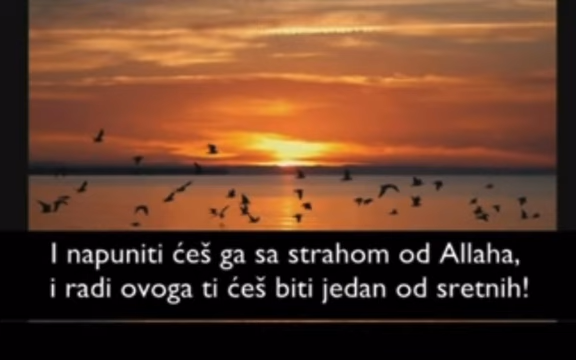 I napuniti ćeš ga sa strahom od Allaha,
i radi ovoga ti ćeš biti jedan od sretnih!